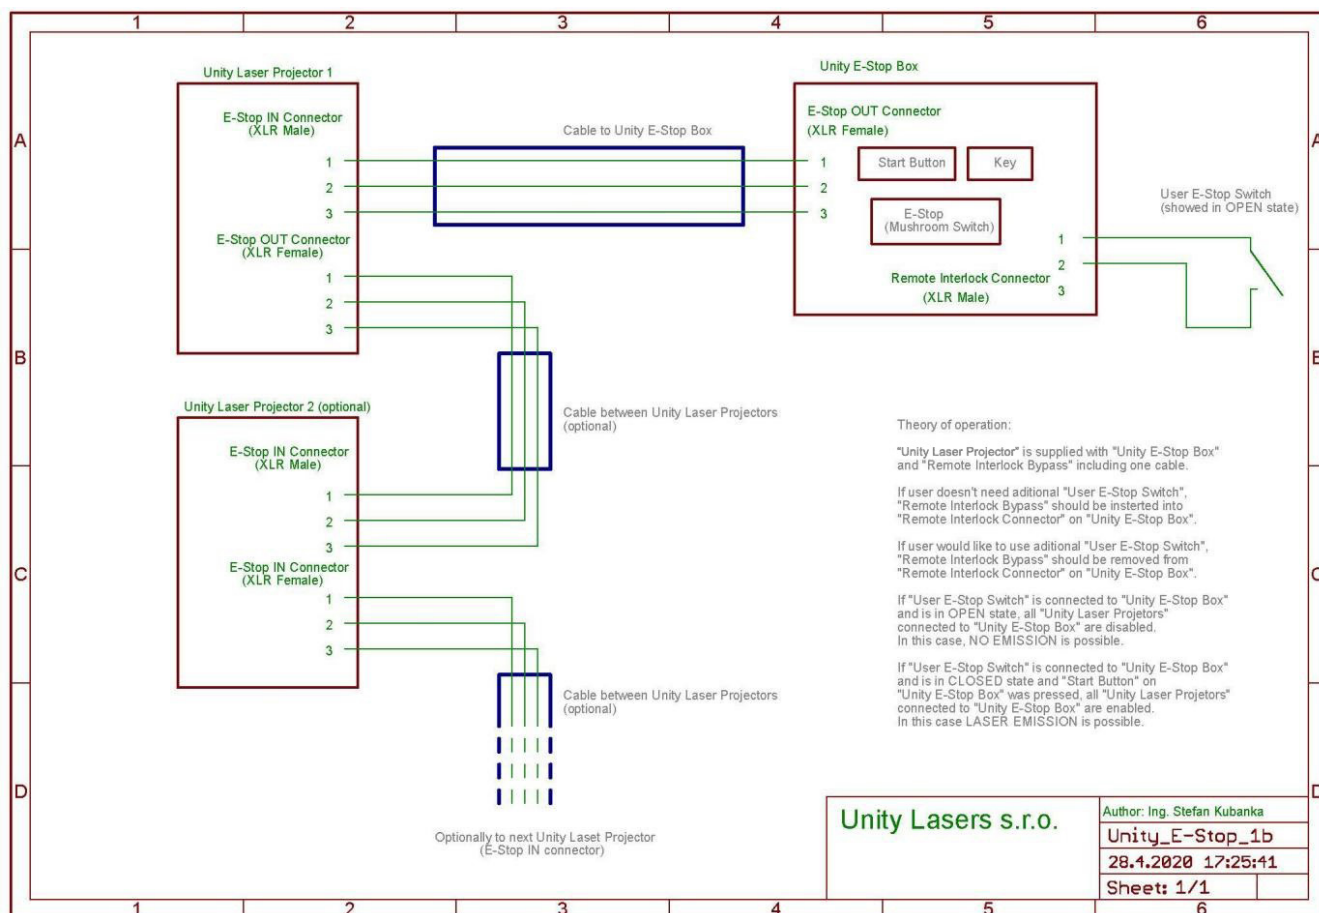 1 2 3 4 5 6
Unity Laser Projector 1
E-Stop IN Connector
(XLR Male)
1
2
3
E-Stop OUT Connector
(XLR Female)
1
2
3
Cable to Unity E-Stop Box
Unity E-Stop Box
E-Stop OUT Connector
(XLR Female)
1
2
3
Start Button
Key
E-Stop
(Mushroom Switch)
1
2
3
Remote Interlock Connector
(XLR Male)
User E-Stop Switch
(showed in OPEN state)
A
A
B
B
Cable between Unity Laser Projectors
(optional)
Unity Laser Projector 2 (optional)
E-Stop IN Connector
(XLR Male)
1
2
3
E-Stop IN Connector
(XLR Female)
1
2
3
C
C
Cable between Unity Laser Projectors
(optional)
Optionally to next Unity Laset Projector
(E-Stop IN connector)
Theory of operation:
"Unity Laser Projector" is supplied with "Unity E-Stop Box"
and "Remote Interlock Bypass" including one cable.
If user doesn't need aditional "User E-Stop Switch",
"Remote Interlock Bypass" should be insterted into
"Remote Interlock Connector" on "Unity E-Stop Box".
If user would like to use aditional "User E-Stop Switch",
"Remote Interlock Bypass" should be removed from
"Remote Interlock Connector" on "Unity E-Stop Box".
If "User E-Stop Switch" is connected to "Unity E-Stop Box"
and is in OPEN state, all "Unity Laser Projetors"
connected to "Unity E-Stop Box" are disabled.
In this case, NO EMISSION is possible.
If "User E-Stop Switch" is connected to "Unity E-Stop Box"
and is in CLOSED state and "Start Button" on
"Unity E-Stop Box" was pressed, all "Unity Laser Projetors"
connected to "Unity E-Stop Box" are enabled.
In this case LASER EMISSION is possible.
D
D
Unity Lasers s.r.o.
Author: Ing. Stefan Kubanka
Unity_E-Stop_1b
28.4.2020 17:25:41
Sheet: 1/1
1 2 3 4 5 6